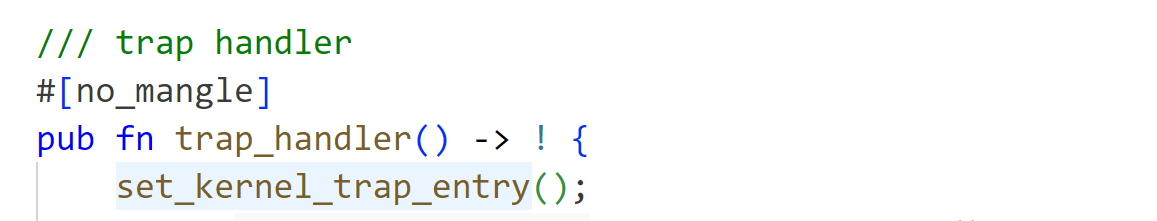 /// trap handler
#[no_mangle]
pub fn trap_handler() -> ! {
    set_kernel_trap_entry();